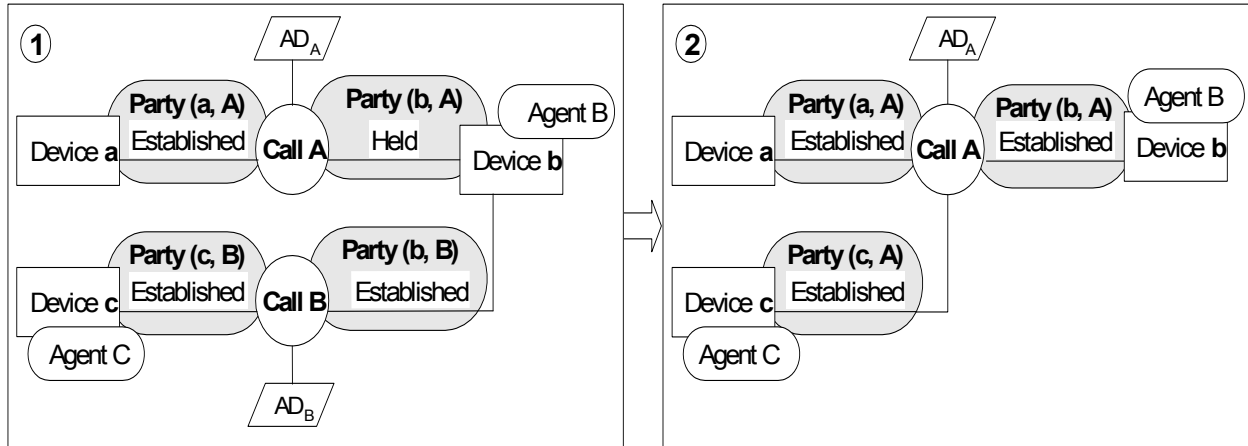 1
AD_A
Party (a, A)
Established
Call A
Party (b, A)
Held
Agent B
Device a
Device b
Party (c, B)
Established
Call B
Party (b, B)
Established
Device c
Agent C
AD_B
2
AD_A
Party (a, A)
Established
Call A
Party (b, A)
Established
Agent B
Device a
Device b
Party (c, A)
Established
Device c
Agent C